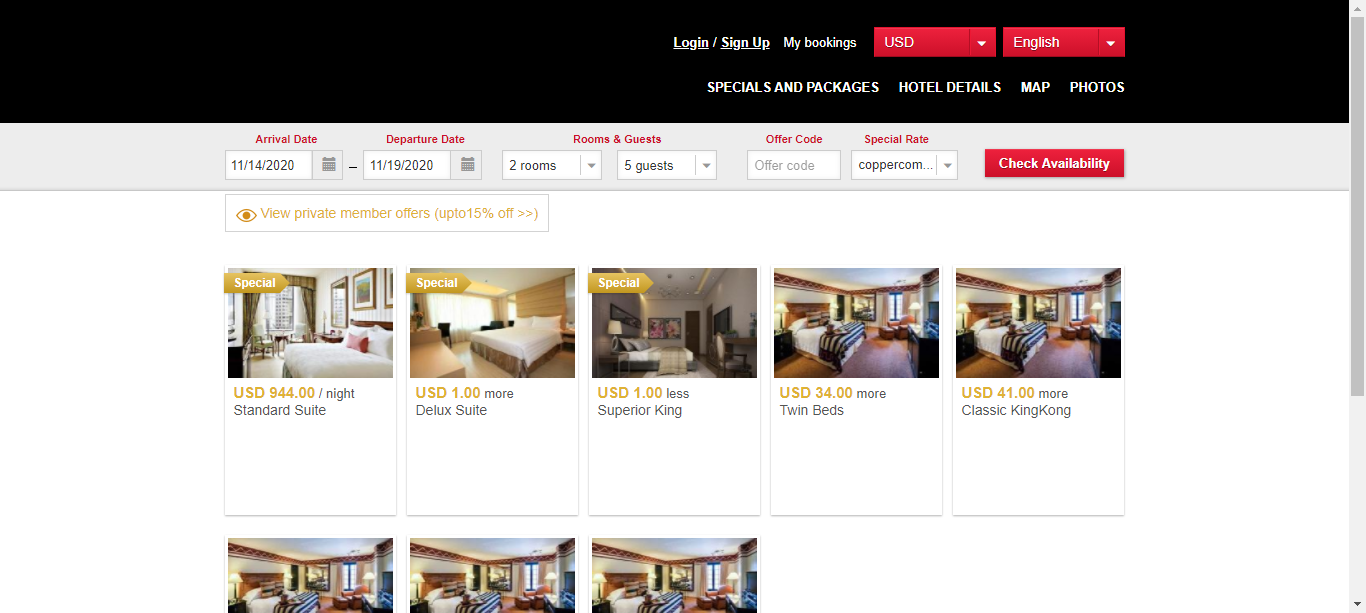 Login / Sign Up My bookings USD English
SPECIALS AND PACKAGES HOTEL DETAILS MAP PHOTOS
Arrival Date Departure Date Rooms & Guests Offer Code Special Rate
11/14/2020 – 11/19/2020 2 rooms 5 guests Offer code coppercom... Check Availability
View private member offers (upto15% off >>)
Special Special Special
USD 944.00 / night USD 1.00 more USD 1.00 less USD 34.00 more USD 41.00 more
Standard Suite Delux Suite Superior King Twin Beds Classic KingKong